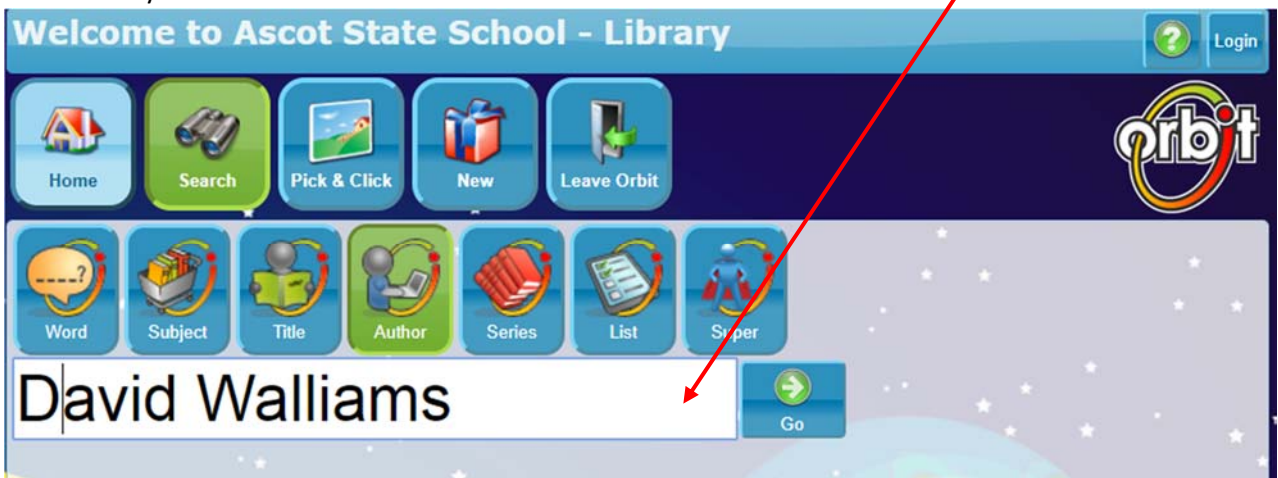 Welcome to Ascot State School - Library
? Login
Home Search Pick & Click New Leave Orbit
orbit
----? 
Word Subject Title Author Series List Super
David Walliams
Go